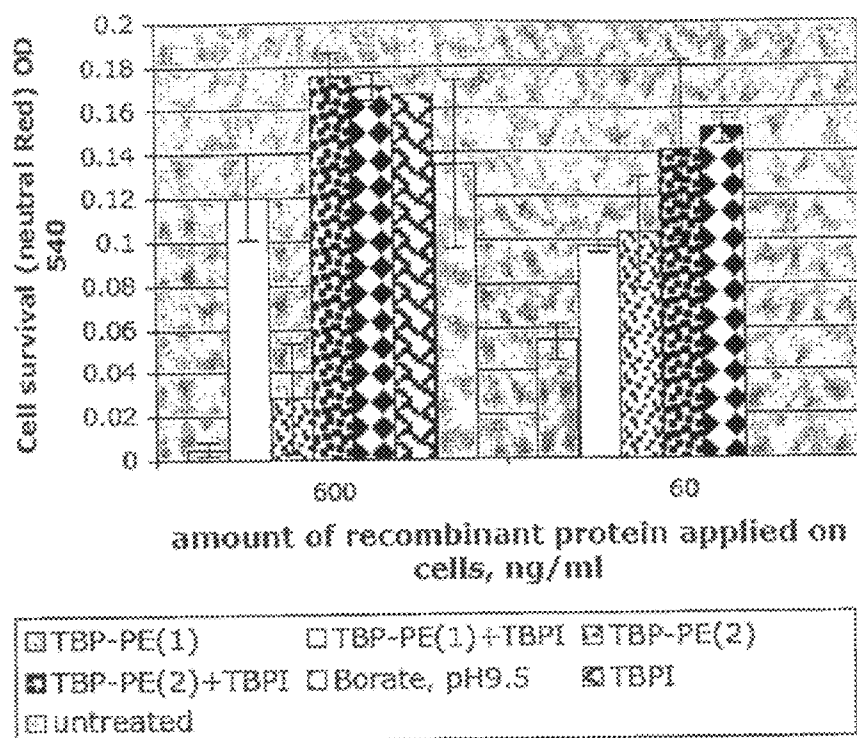 0.2
0.18
0.16
0.14
0.12
0.1
0.08
0.06
0.04
0.02
0
Cell survival (neutral Red) OD
540
600 60
amount of recombinant protein applied on
cells, ng/ml
TBP-PE(1) TBP-PE(1)+TBPI TBP-PE(2)
TBP-PE(2)+TBPI Borate, pH9.5 TBPI
untreated